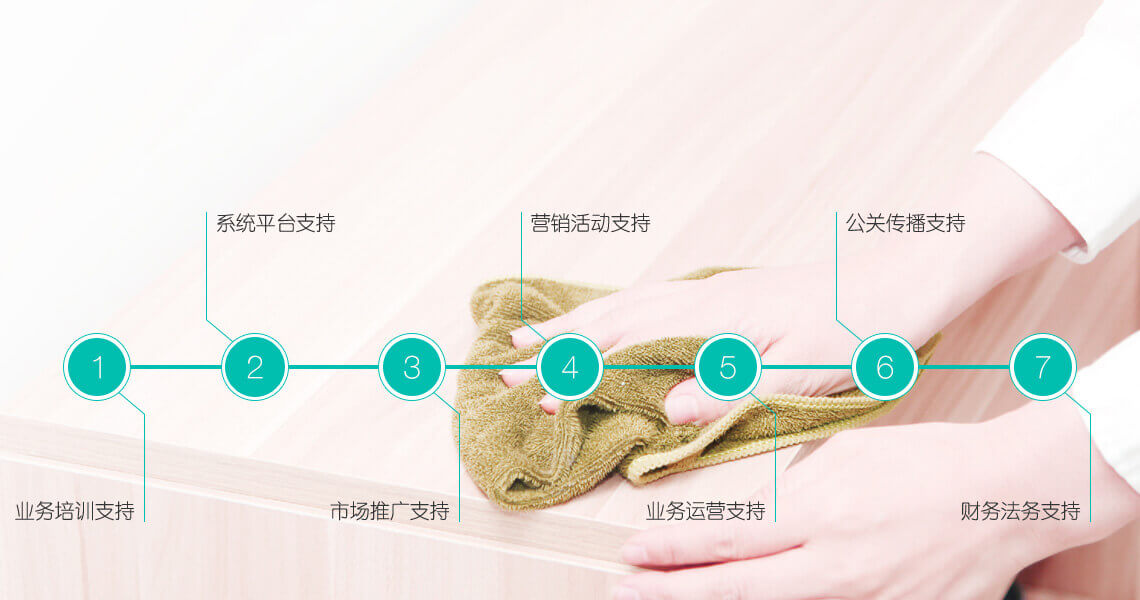 系统平台支持
营销活动支持
公关传播支持
1
2
3
4
5
6
7
业务培训支持
市场推广支持
业务运营支持
财务法务支持